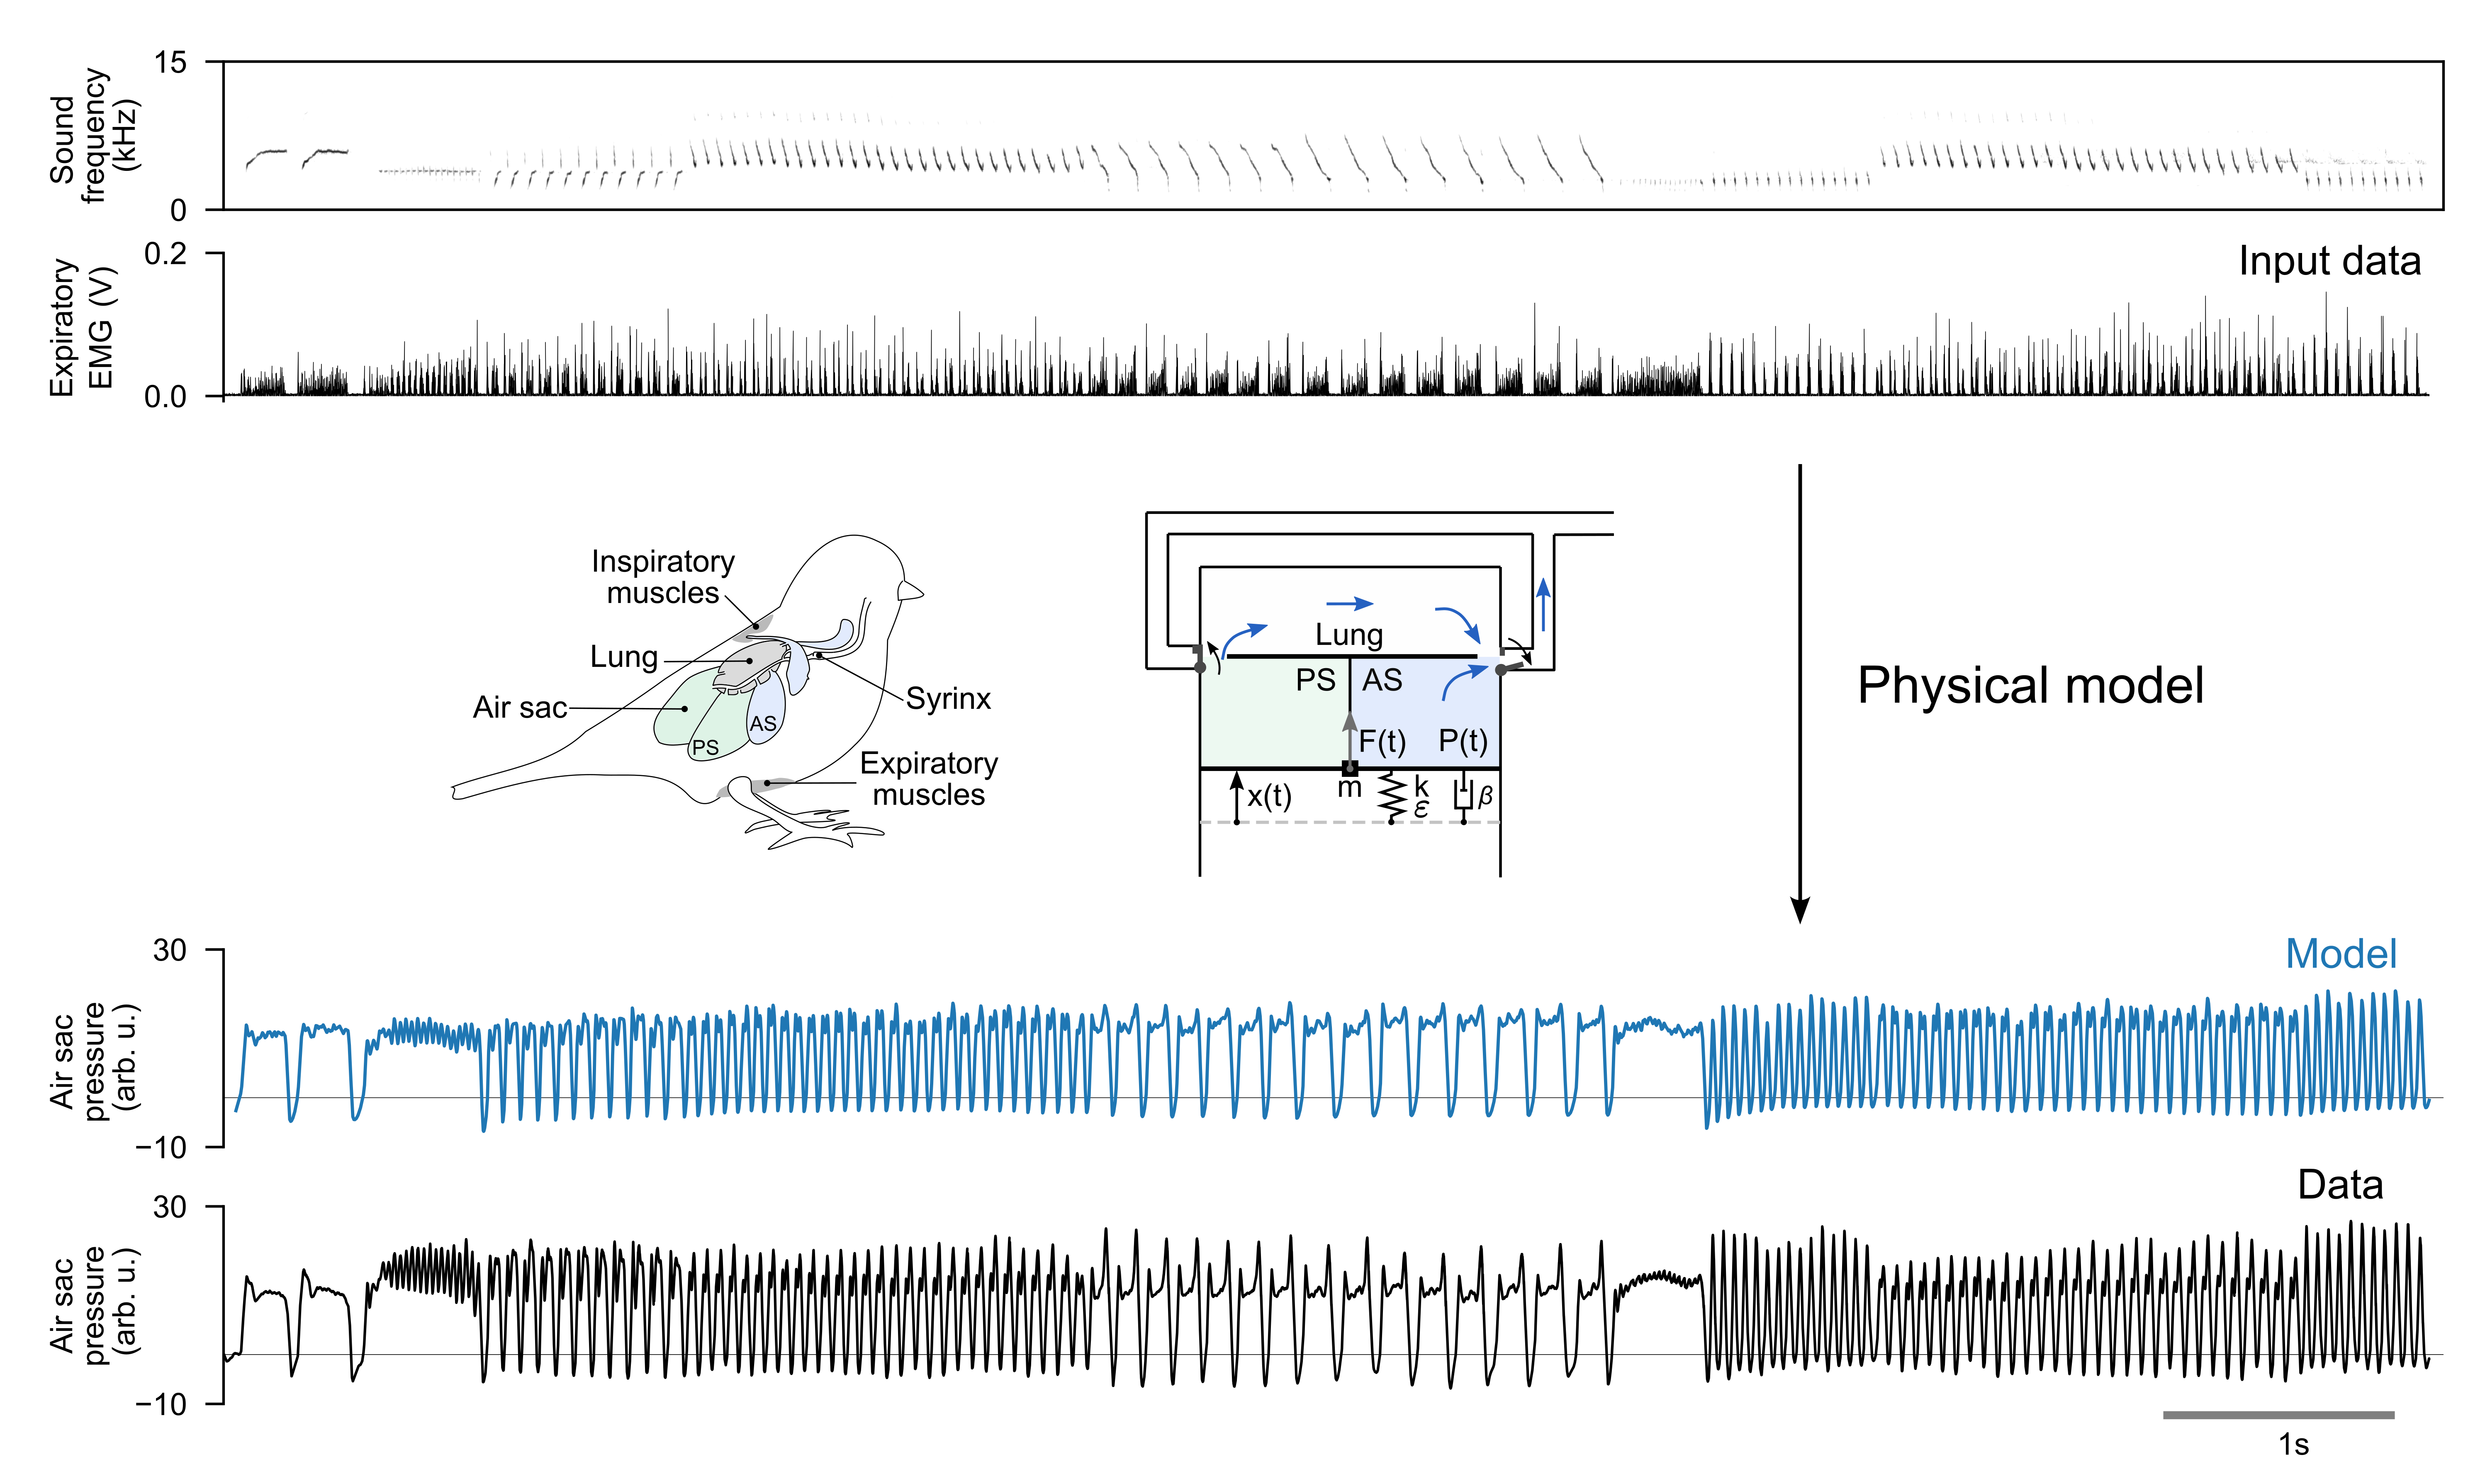 15
Sound
frequency
(kHz)
0
0.2
Expiratory
EMG (V)
0.0
Input data
Inspiratory
muscles
Lung
Air sac
PS
AS
Syrinx
Expiratory
muscles
Lung
PS
AS
F(t)
P(t)
x(t)
m
k
ε
β
Physical model
30
Air sac
pressure
(arb. u.)
−10
Model
30
Air sac
pressure
(arb. u.)
−10
Data
1s